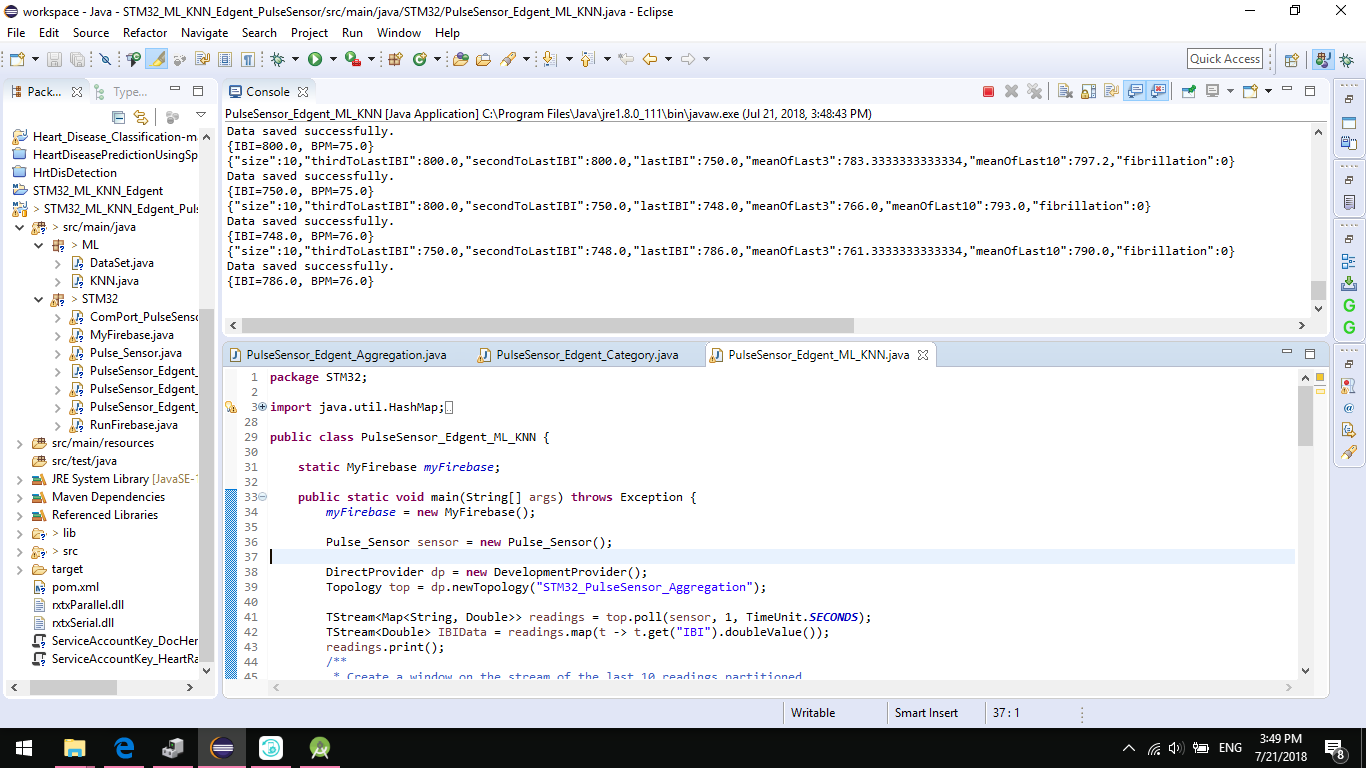 workspace - Java - STM32_ML_KNN_Edgent_PulseSensor/src/main/java/STM32/PulseSensor_Edgent_ML_KNN.java - Eclipse
File Edit Source Refactor Navigate Search Project Run Window Help
Quick Access
Pack...
Type...
Heart_Disease_Classification-m
HeartDiseasePredictionUsingSp
HrtDisDetection
STM32_ML_KNN_Edgent
> STM32_ML_KNN_Edgent_Pul
> src/main/java
> ML
DataSet.java
KNN.java
> STM32
ComPort_PulseSenso
MyFirebase.java
Pulse_Sensor.java
PulseSensor_Edgent_
PulseSensor_Edgent_
PulseSensor_Edgent_
RunFirebase.java
src/main/resources
src/test/java
JRE System Library [JavaSE-1
Maven Dependencies
Referenced Libraries
> lib
> src
target
pom.xml
rxtxParallel.dll
rxtxSerial.dll
ServiceAccountKey_DocHer
ServiceAccountKey_HeartRa
Console
PulseSensor_Edgent_ML_KNN [Java Application] C:\Program Files\Java\jre1.8.0_111\bin\javaw.exe (Jul 21, 2018, 3:48:43 PM)
Data saved successfully.
{IBI=800.0, BPM=75.0}
{"size":10,"thirdToLastIBI":800.0,"secondToLastIBI":800.0,"lastIBI":750.0,"meanOfLast3":783.3333333333334,"meanOfLast10":797.2,"fibrillation":0}
Data saved successfully.
{IBI=750.0, BPM=75.0}
{"size":10,"thirdToLastIBI":800.0,"secondToLastIBI":750.0,"lastIBI":748.0,"meanOfLast3":766.0,"meanOfLast10":793.0,"fibrillation":0}
Data saved successfully.
{IBI=748.0, BPM=76.0}
{"size":10,"thirdToLastIBI":750.0,"secondToLastIBI":748.0,"lastIBI":786.0,"meanOfLast3":761.3333333333334,"meanOfLast10":790.0,"fibrillation":0}
Data saved successfully.
{IBI=786.0, BPM=76.0}
PulseSensor_Edgent_Aggregation.java
PulseSensor_Edgent_Category.java
PulseSensor_Edgent_ML_KNN.java
1 package STM32;
2
3 import java.util.HashMap;
28
29 public class PulseSensor_Edgent_ML_KNN {
30
31 static MyFirebase myFirebase;
32
33 public static void main(String[] args) throws Exception {
34 myFirebase = new MyFirebase();
35
36 Pulse_Sensor sensor = new Pulse_Sensor();
37
38 DirectProvider dp = new DevelopmentProvider();
39 Topology top = dp.newTopology("STM32_PulseSensor_Aggregation");
40
41 TStream<Map<String, Double>> readings = top.poll(sensor, 1, TimeUnit.SECONDS);
42 TStream<Double> IBIData = readings.map(t -> t.get("IBI").doubleValue());
43 readings.print();
44 /**
45 * Create a window on the stream of the last 10 readings partitioned
Writable
Smart Insert
37 : 1
ENG
3:49 PM
7/21/2018
8